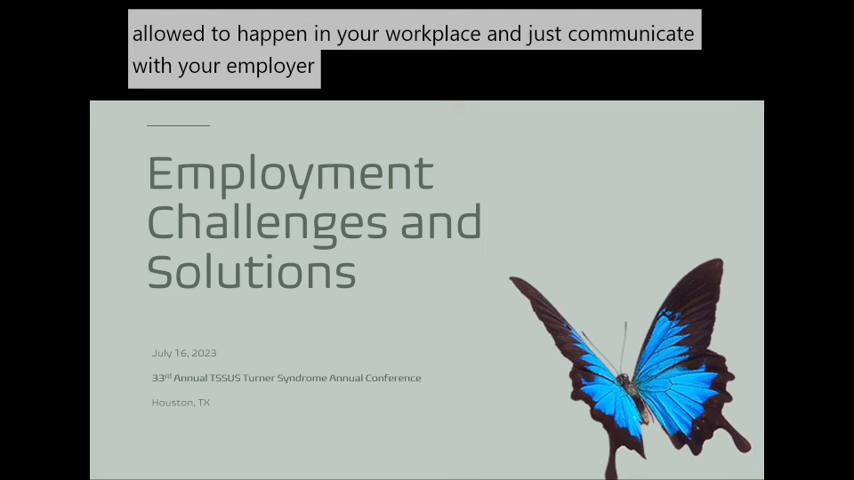 allowed to happen in your workplace and just communicate
with your employer
Employment
Challenges and
Solutions
July 16, 2023
33rd Annual TSSUS Turner Syndrome Annual Conference
Houston, TX